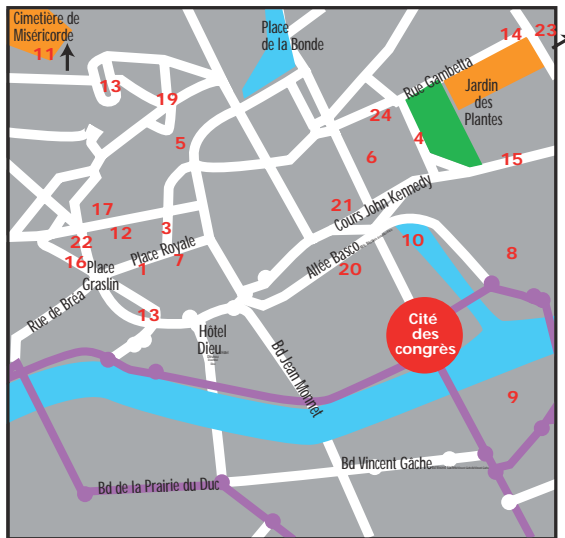 Cimetière de
Miséricorde
11
Place
de la Bonde
14
23
13
19
Rue Gambetta
Jardin
des
Plantes
24
4
5
6
15
17
21
Cours John Kennedy
22
12
3
Place Royale
16
Place
Graslin
1
7
Allée Basco
20
10
8
Rue de Brea
13
Hôtel
Dieu
Bd Jean Monnet
Cité
des
congrès
9
Bd Vincent Gâche
Bd de la Prairie du Duc